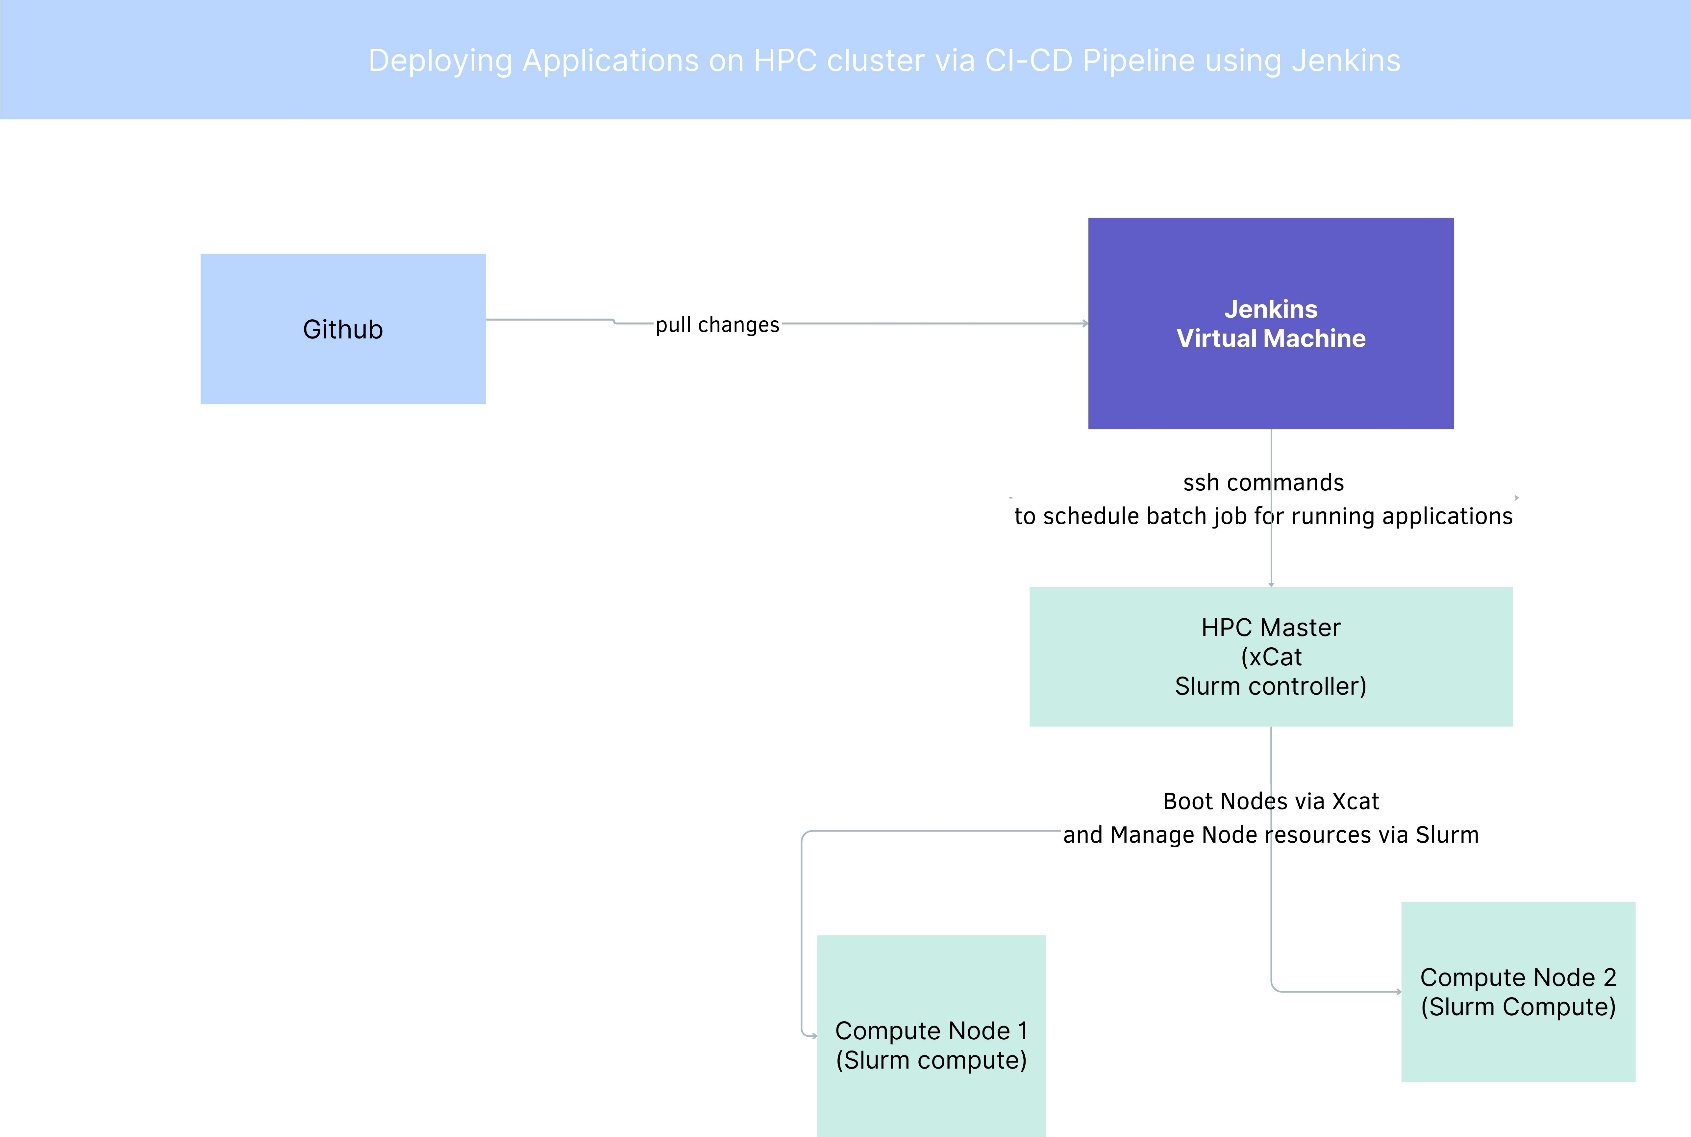 Deploying Applications on HPC cluster via CI-CD Pipeline using Jenkins
Github
pull changes
Jenkins
Virtual Machine
ssh commands
to schedule batch job for running applications
HPC Master
(xCat
Slurm controller)
Boot Nodes via Xcat
and Manage Node resources via Slurm
Compute Node 1
(Slurm compute)
Compute Node 2
(Slurm Compute)